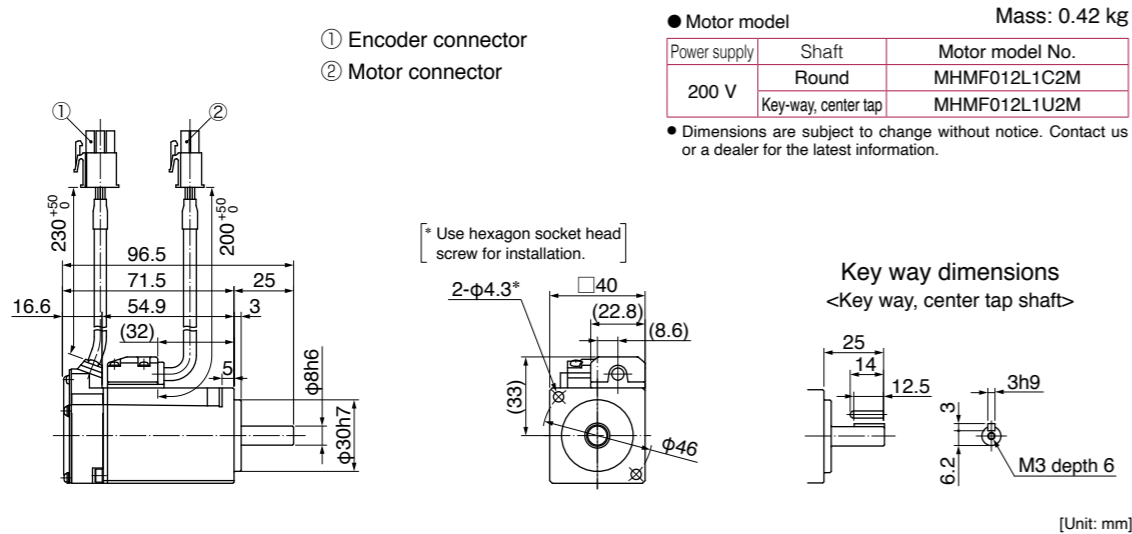 ① Encoder connector
② Motor connector
● Motor model
Mass: 0.42 kg
Power supply Shaft Motor model No.
200 V
Round MHMF012L1C2M
Key-way, center tap MHMF012L1U2M
● Dimensions are subject to change without notice. Contact us
or a dealer for the latest information.
①
②
230 +50 0
200 +50 0
96.5
71.5
25
16.6
54.9
3
(32)
5
φ8h6
φ30h7
* Use hexagon socket head
screw for installation.
2-φ4.3*
□40
(22.8)
(8.6)
(33)
φ46
Key way dimensions
<Key way, center tap shaft>
25
14
12.5
3h9
3
6.2
M3 depth 6
[Unit: mm]